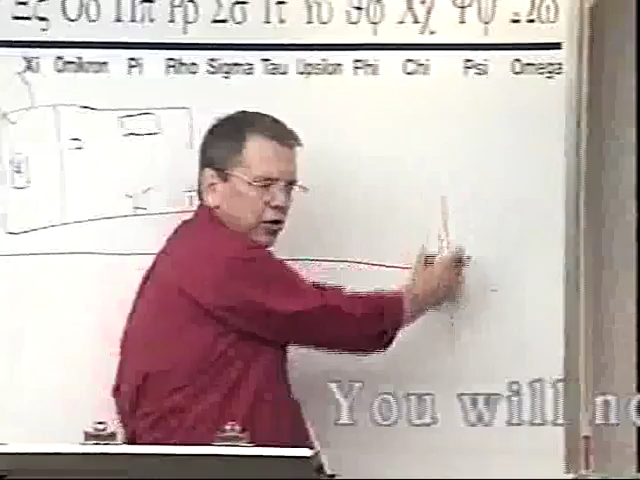 Ξξ Οο Ππ Ρρ Σσ Ττ Υυ Φφ Χχ Ψψ Ωω
Xi Omikron Pi Rho Sigma Tau Upsilon Phi Chi Psi Omega
You will no